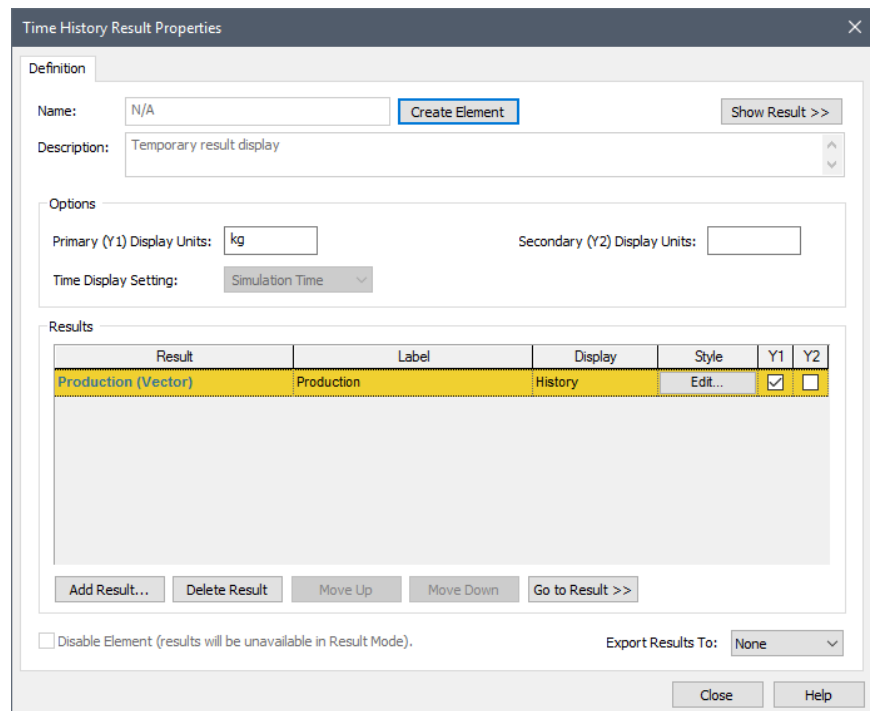 Time History Result Properties
Definition
Name: N/A Create Element Show Result >>
Description: Temporary result display
Options
Primary (Y1) Display Units: kg Secondary (Y2) Display Units:
Time Display Setting: Simulation Time
Results
Result Label Display Style Y1 Y2
Production (Vector) Production History Edit...
Add Result... Delete Result Move Up Move Down Go to Result >>
Disable Element (results will be unavailable in Result Mode). Export Results To: None
Close Help